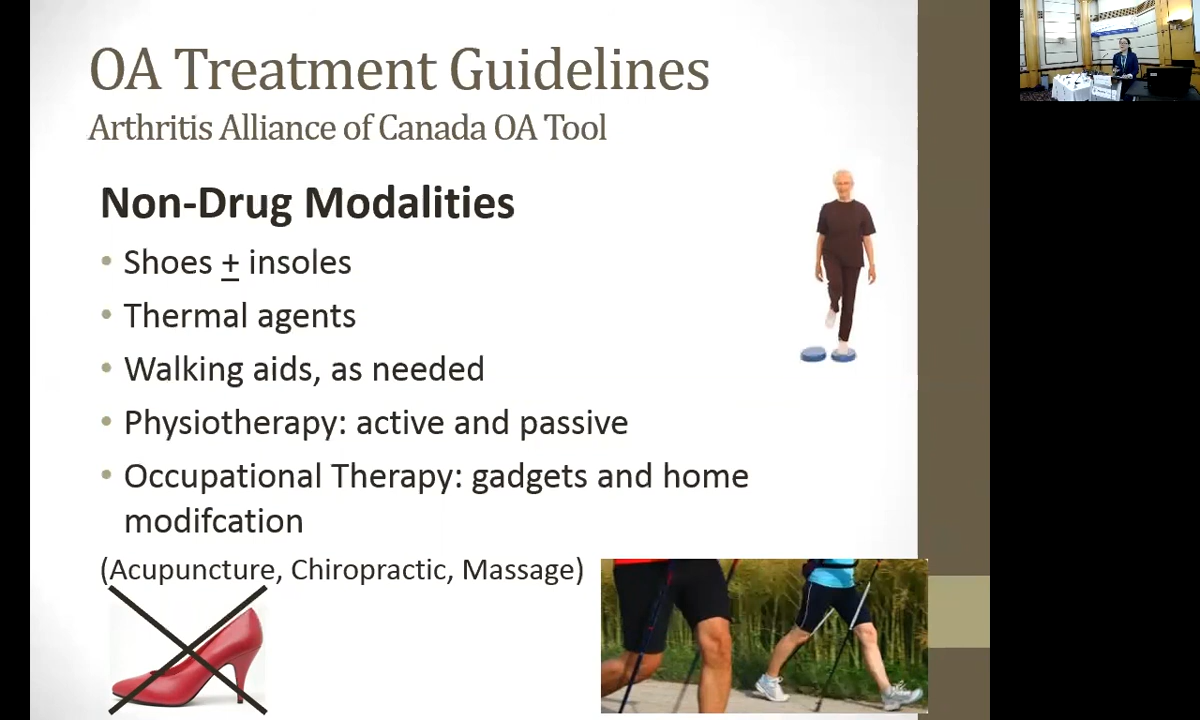 OA Treatment Guidelines
Arthritis Alliance of Canada OA Tool
Non-Drug Modalities
• Shoes + insoles
• Thermal agents
• Walking aids, as needed
• Physiotherapy: active and passive
• Occupational Therapy: gadgets and home
modifcation
(Acupuncture, Chiropractic, Massage)